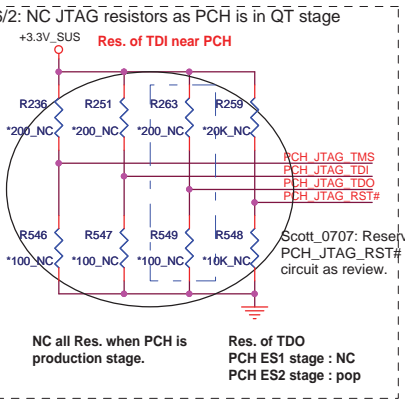 6/2: NC JTAG resistors as PCH is in QT stage
+3.3V_SUS
Res. of TDI near PCH
R236 R251 R263 R259
*200_NC *200_NC *200_NC *20K_NC
PCH_JTAG_TMS
PCH_JTAG_TDI
PCH_JTAG_TDO
PCH_JTAG_RST#
R546 R547 R549 R548
*100_NC *100_NC *100_NC *10K_NC
Scott_0707: Reserv
PCH_JTAG_RST#
circuit as review.
NC all Res. when PCH is
production stage.
Res. of TDO
PCH ES1 stage : NC
PCH ES2 stage : pop